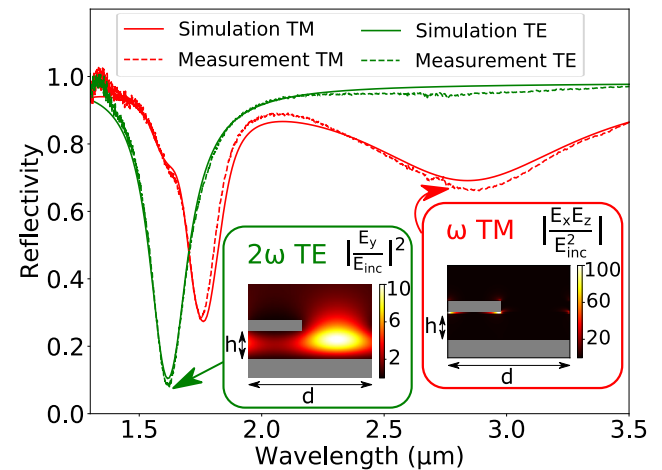 Simulation TM
Simulation TE
Measurement TM
Measurement TE
Reflectivity
1.0
0.8
0.6
0.4
0.2
0.0
2ω TE
|E_y/E_inc|²
10
6
2
h
d
ω TM
|E_xE_z/E²_inc|
100
60
20
h
d
1.5
2.0
2.5
3.0
3.5
Wavelength (μm)